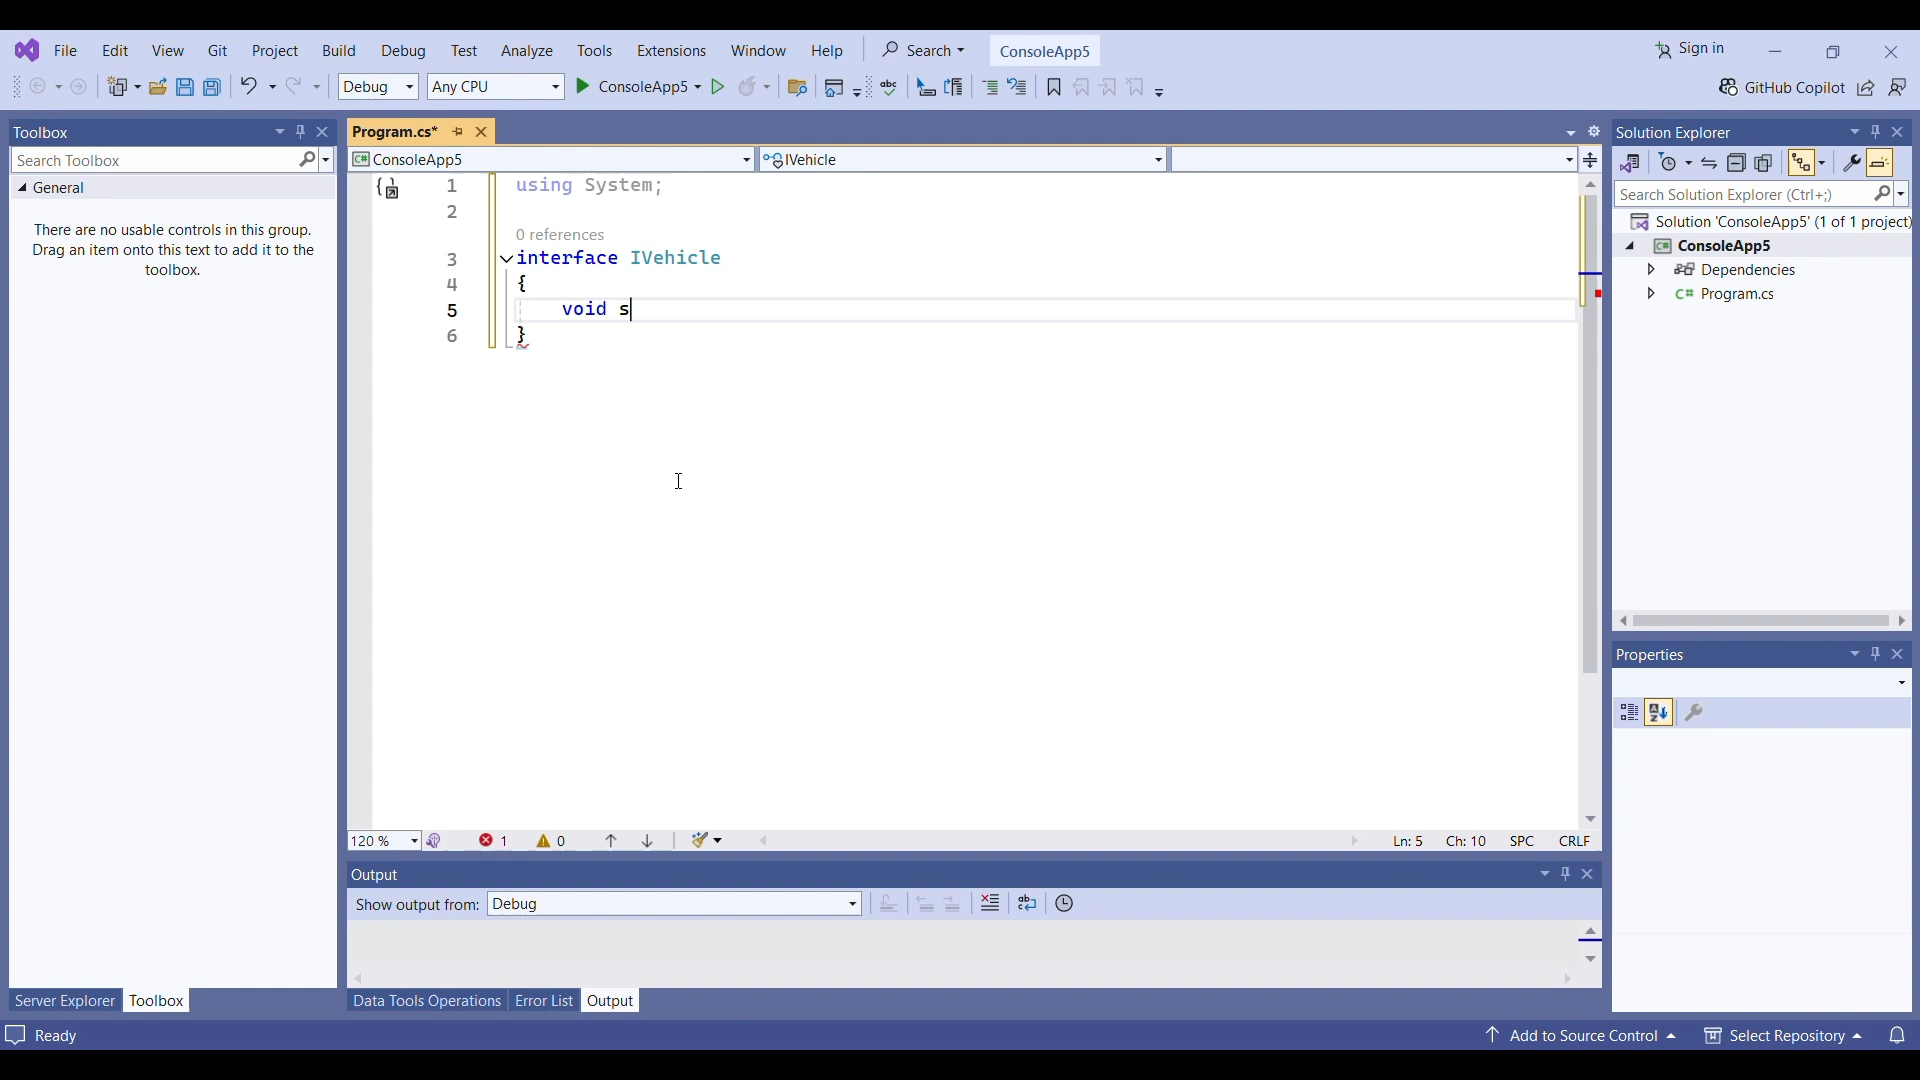 File Edit View Git Project Build Debug Test Analyze Tools Extensions Window Help Search ConsoleApp5 Sign in
Debug Any CPU ConsoleApp5 GitHub Copilot
Toolbox
Search Toolbox
General
There are no usable controls in this group.
Drag an item onto this text to add it to the
toolbox.
Server Explorer Toolbox
Program.cs*
ConsoleApp5 IVehicle
1 using System;
2
0 references
3 interface IVehicle
4 {
5 void s
6 }
120 % 1 0 Ln: 5 Ch: 10 SPC CRLF
Output
Show output from: Debug
Data Tools Operations Error List Output
Solution Explorer
Search Solution Explorer (Ctrl+;)
Solution 'ConsoleApp5' (1 of 1 project)
C# ConsoleApp5
Dependencies
C# Program.cs
Properties
Ready Add to Source Control Select Repository